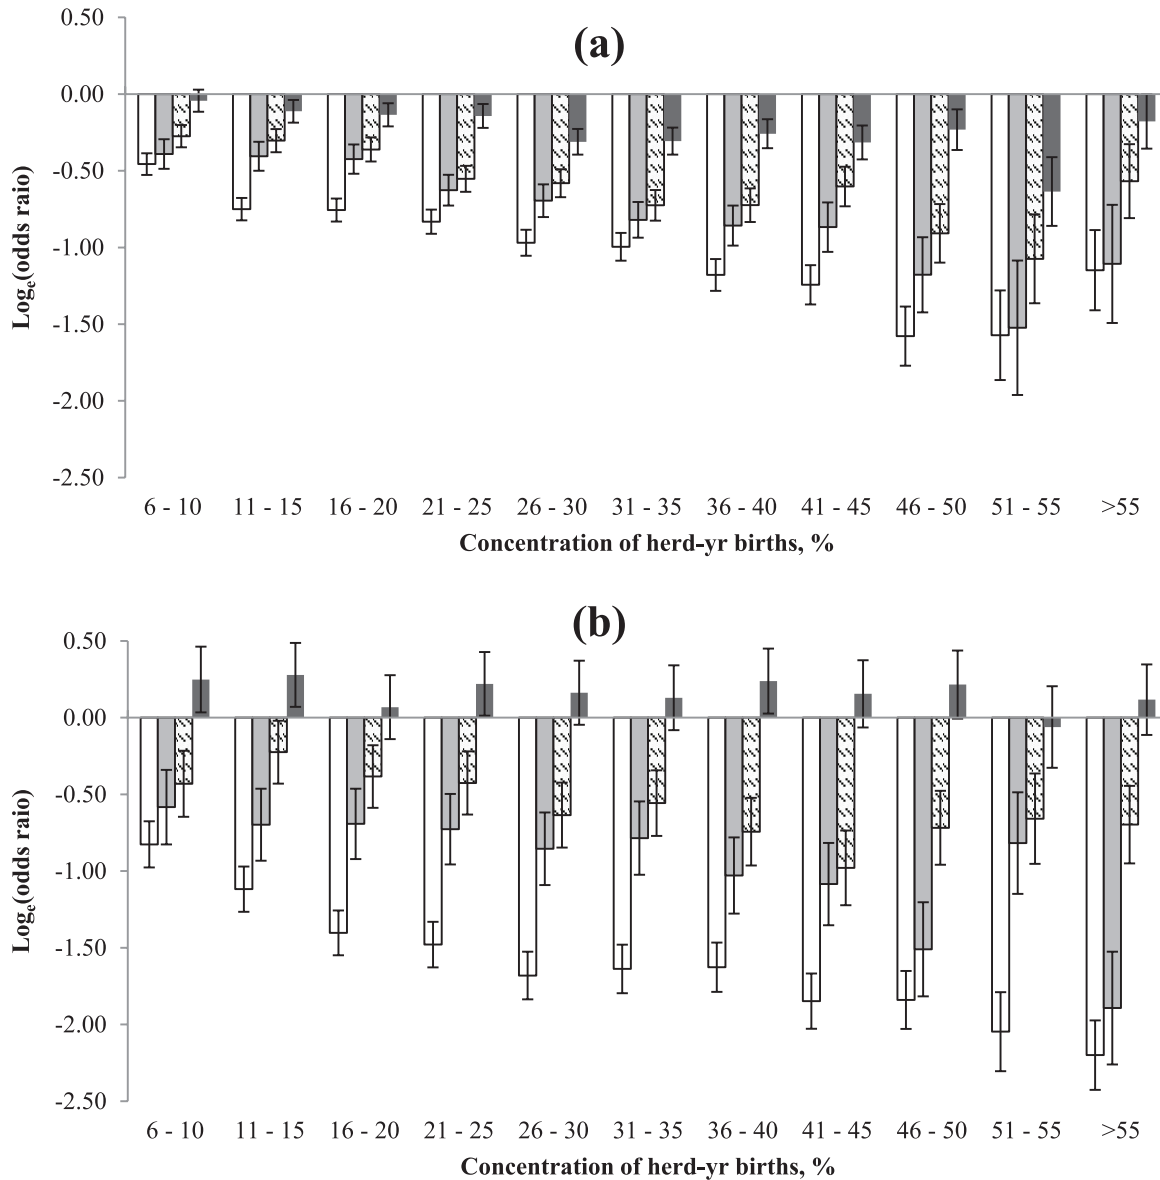 (a)
0.50
0.00
-0.50
-1.00
-1.50
-2.00
-2.50
Logₑ(odds raio)
6 - 10 11 - 15 16 - 20 21 - 25 26 - 30 31 - 35 36 - 40 41 - 45 46 - 50 51 - 55 >55
Concentration of herd-yr births, %
(b)
0.50
0.00
-0.50
-1.00
-1.50
-2.00
-2.50
Logₑ(odds raio)
6 - 10 11 - 15 16 - 20 21 - 25 26 - 30 31 - 35 36 - 40 41 - 45 46 - 50 51 - 55 >55
Concentration of herd-yr births, %